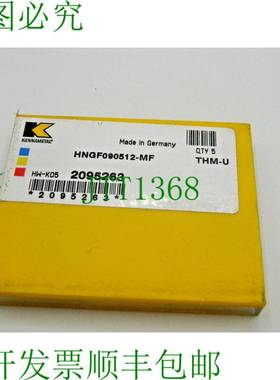 图必究
KENNAMETAL
Made in Germany
HNGF090512-MF
QTY 5
THM-U
HW-K05 2095263
JTT1368
*2095263*
开发票顺丰包邮